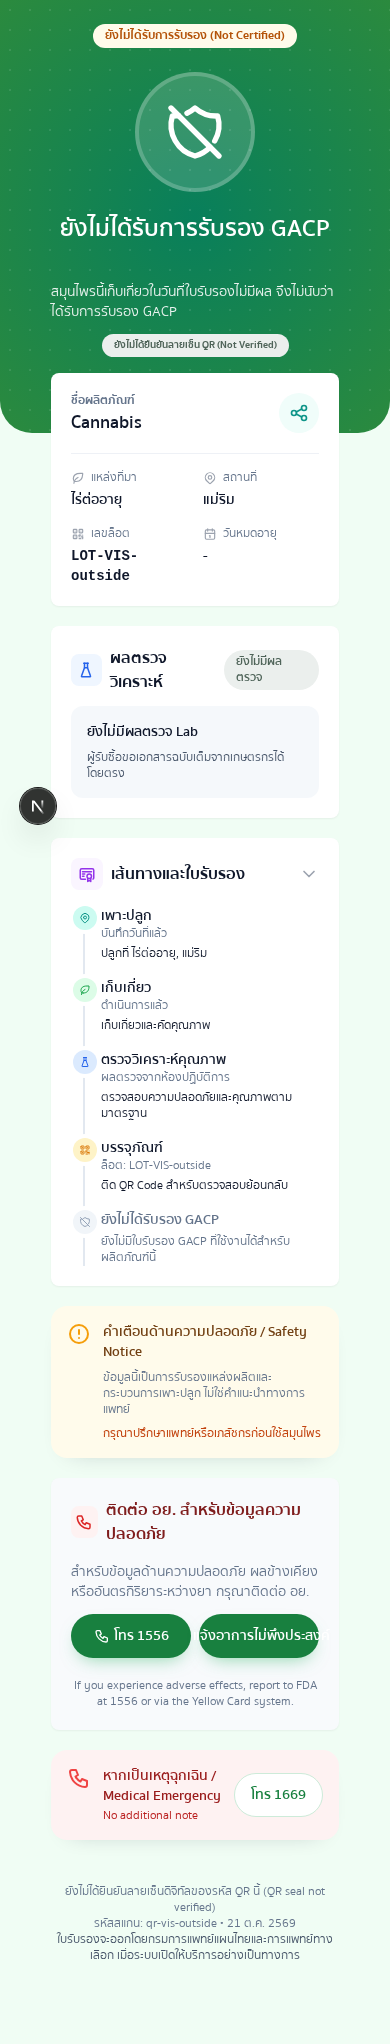 ยังไม่ได้รับการรับรอง (Not Certified)
ยังไม่ได้รับการรับรอง GACP
สมุนไพรนี้เก็บเกี่ยวในวันที่ใบรับรองไม่มีผล จึงไม่นับว่า
ได้รับการรับรอง GACP
ยังไม่ได้ยืนยันลายเซ็น QR (Not Verified)
ชื่อผลิตภัณฑ์
Cannabis
แหล่งที่มา
ไร่ต่ออายุ
สถานที่
แม่ริม
เลขล็อต
LOT-VIS-
outside
วันหมดอายุ
-
ผลตรวจ
วิเคราะห์
ยังไม่มีผล
ตรวจ
ยังไม่มีผลตรวจ Lab
ผู้รับซื้อขอเอกสารฉบับเต็มจากเกษตรกรได้
โดยตรง
N
เส้นทางและใบรับรอง
เพาะปลูก
บันทึกวันที่แล้ว
ปลูกที่ ไร่ต่ออายุ, แม่ริม
เก็บเกี่ยว
ดำเนินการแล้ว
เก็บเกี่ยวและคัดคุณภาพ
ตรวจวิเคราะห์คุณภาพ
ผลตรวจจากห้องปฏิบัติการ
ตรวจสอบความปลอดภัยและคุณภาพตาม
มาตรฐาน
บรรจุภัณฑ์
ล็อต: LOT-VIS-outside
ติด QR Code สำหรับตรวจสอบย้อนกลับ
ยังไม่ได้รับรอง GACP
ยังไม่มีใบรับรอง GACP ที่ใช้งานได้สำหรับ
ผลิตภัณฑ์นี้
คำเตือนด้านความปลอดภัย / Safety
Notice
ข้อมูลนี้เป็นการรับรองแหล่งผลิตและ
กระบวนการเพาะปลูก ไม่ใช่คำแนะนำทางการ
แพทย์
กรุณาปรึกษาแพทย์หรือเภสัชกรก่อนใช้สมุนไพร
ติดต่อ อย. สำหรับข้อมูลความ
ปลอดภัย
สำหรับข้อมูลด้านความปลอดภัย ผลข้างเคียง
หรืออันตรกิริยาระหว่างยา กรุณาติดต่อ อย.
โทร 1556
จ้งอาการไม่พึงประสงค์
If you experience adverse effects, report to FDA
at 1556 or via the Yellow Card system.
หากเป็นเหตุฉุกเฉิน /
Medical Emergency
No additional note
โทร 1669
ยังไม่ได้ยืนยันลายเซ็นดิจิทัลของรหัส QR นี้ (QR seal not
verified)
รหัสสแกน: qr-vis-outside • 21 ต.ค. 2569
ใบรับรองจะออกโดยกรมการแพทย์แผนไทยและการแพทย์ทาง
เลือก เมื่อระบบเปิดให้บริการอย่างเป็นทางการ